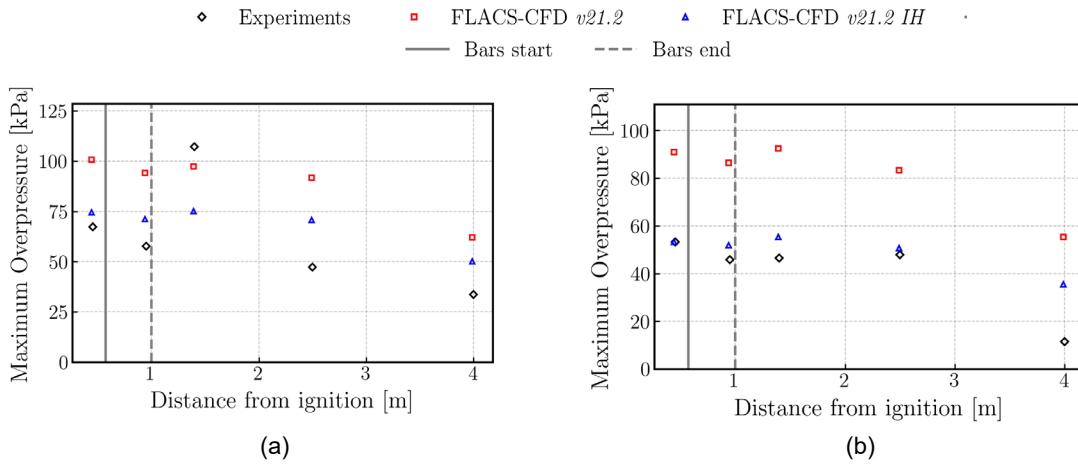 Experiments FLACS-CFD v21.2 FLACS-CFD v21.2 IH
Bars start Bars end
Maximum Overpressure [kPa]
125
100
75
50
25
0
1 2 3 4
Distance from ignition [m]
(a)
Maximum Overpressure [kPa]
100
80
60
40
20
0
1 2 3 4
Distance from ignition [m]
(b)